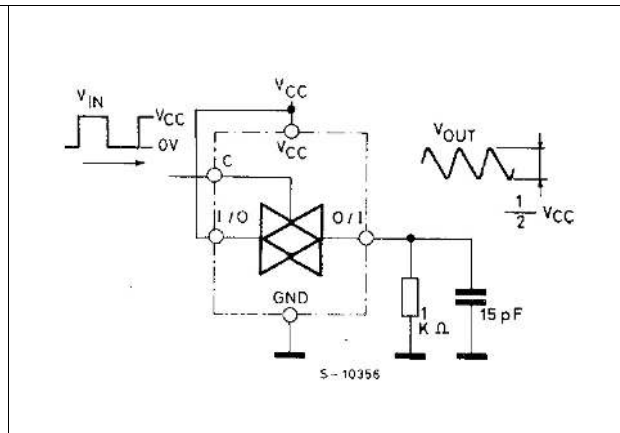 VCC
VIN
VCC
0V
VCC
C
VOUT
1/2 VCC
I/O
O/I
GND
1
KΩ
15pF
S-10356